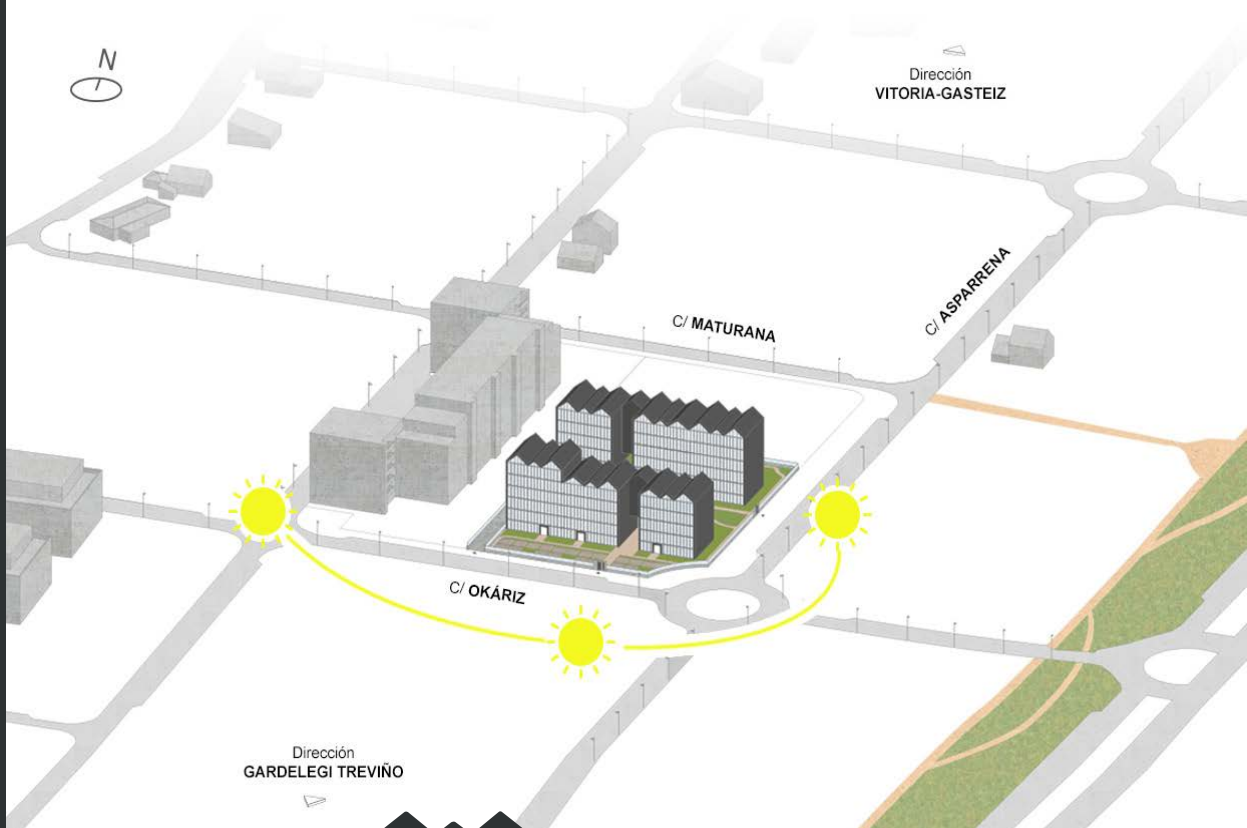 N
Dirección
VITORIA-GASTEIZ
C/ ASPARRENA
C/ MATURANA
C/ OKÁRIZ
Dirección
GARDELEGI TREVIÑO